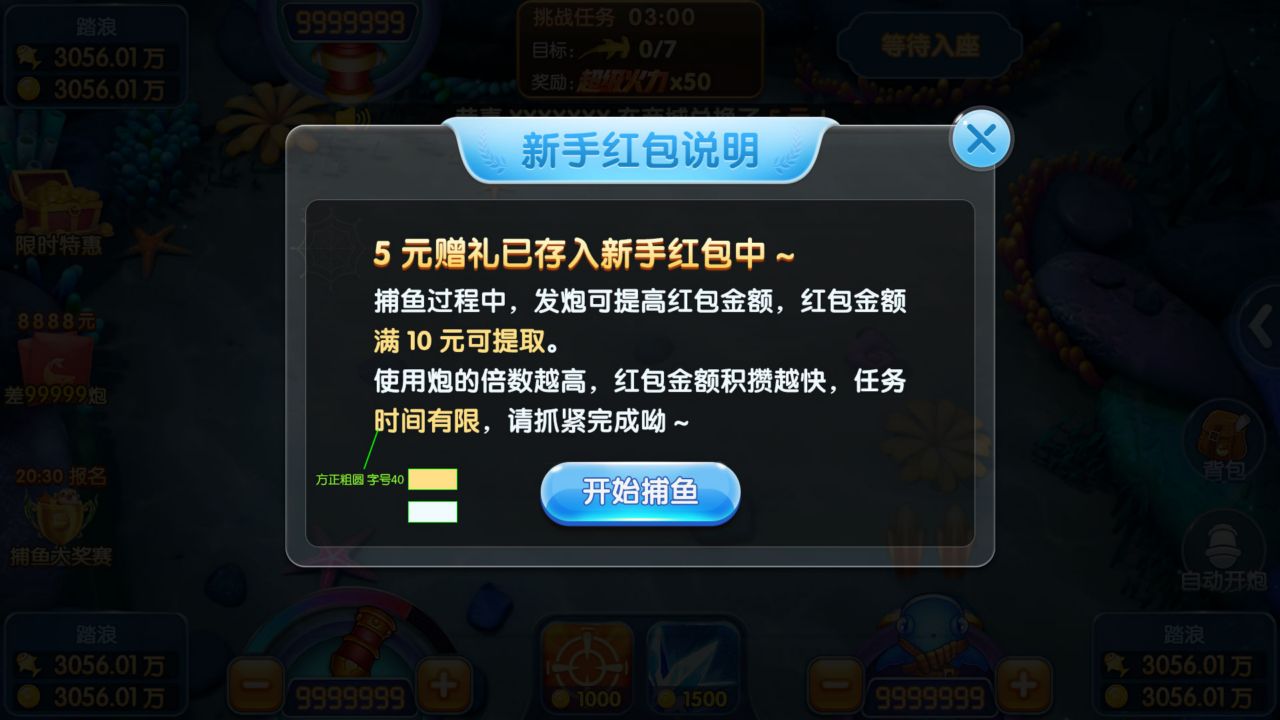 踏浪
3056.01万
3056.01万
9999999
挑战任务 03:00
目标: 0/7
奖励: 超级火力 x50
等待入座
新手红包说明
限时特惠
5 元赠礼已存入新手红包中 ~
捕鱼过程中，发炮可提高红包金额，红包金额
满 10 元可提取。
使用炮的倍数越高，红包金额积攒越快，任务
时间有限，请抓紧完成呦 ~
方正粗圆 字号40
开始捕鱼
8888元
差99999炮
20:30 报名
捕鱼大奖赛
背包
自动开炮
踏浪
3056.01万
3056.01万
9999999
1000
1500
9999999
踏浪
3056.01万
3056.01万